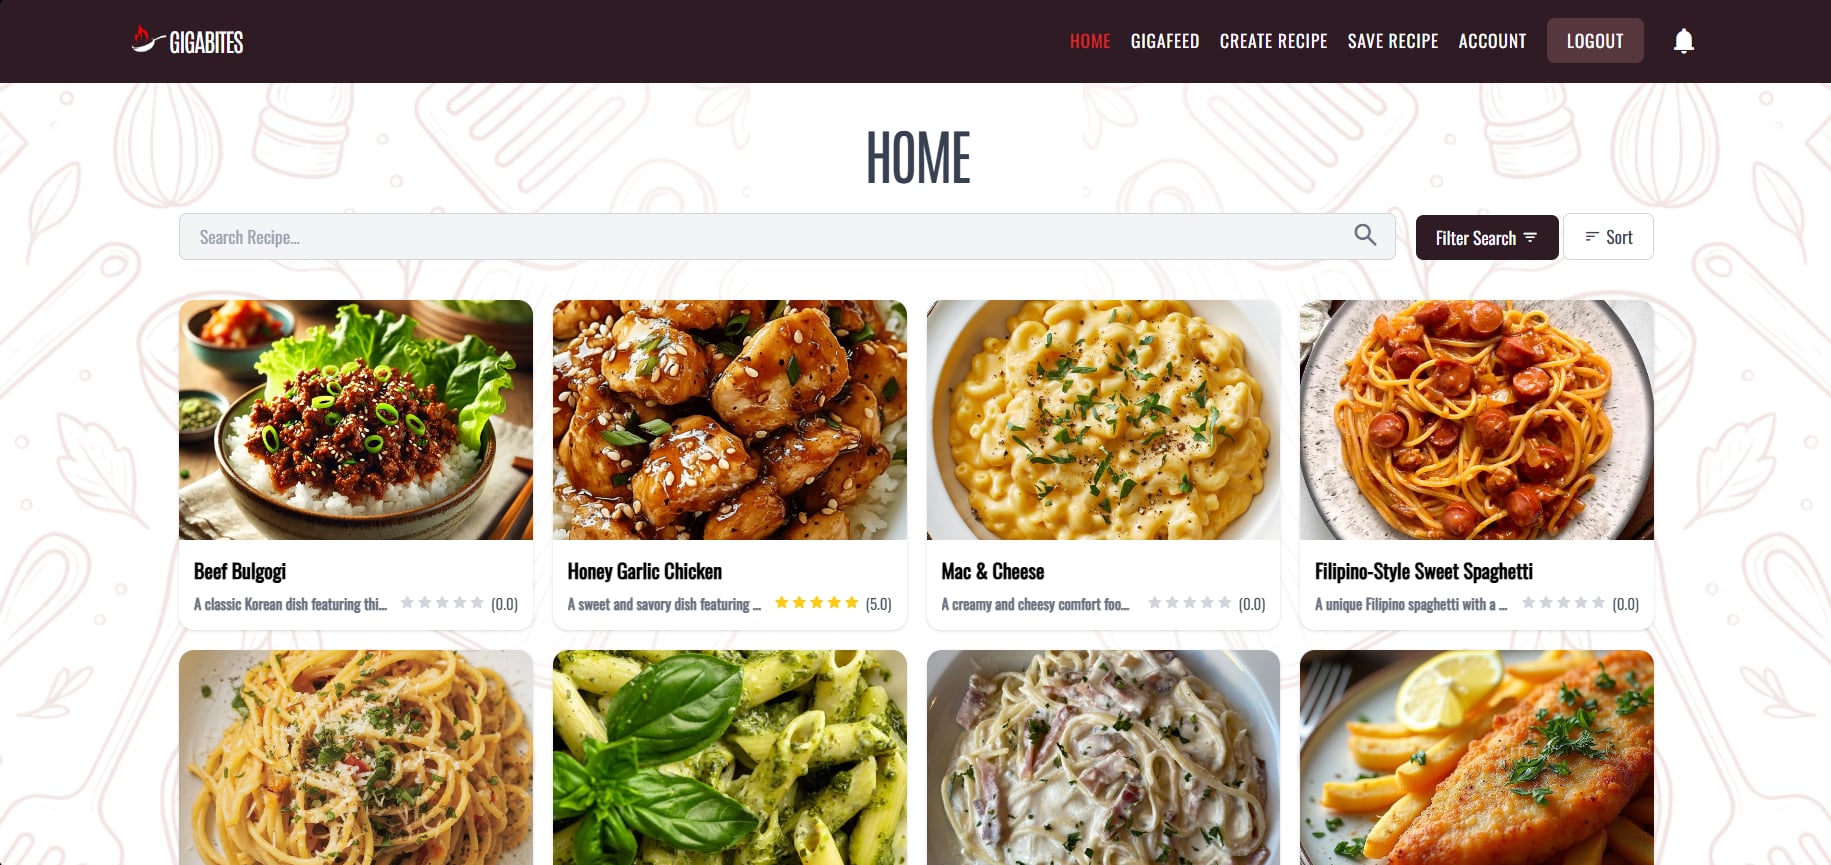 GIGABITES
HOME GIGAFEED CREATE RECIPE SAVE RECIPE ACCOUNT LOGOUT
HOME
Search Recipe...
Filter Search
Sort
Beef Bulgogi
A classic Korean dish featuring thi... (0.0)
Honey Garlic Chicken
A sweet and savory dish featuring ... (5.0)
Mac & Cheese
A creamy and cheesy comfort foo... (0.0)
Filipino-Style Sweet Spaghetti
A unique Filipino spaghetti with a ... (0.0)